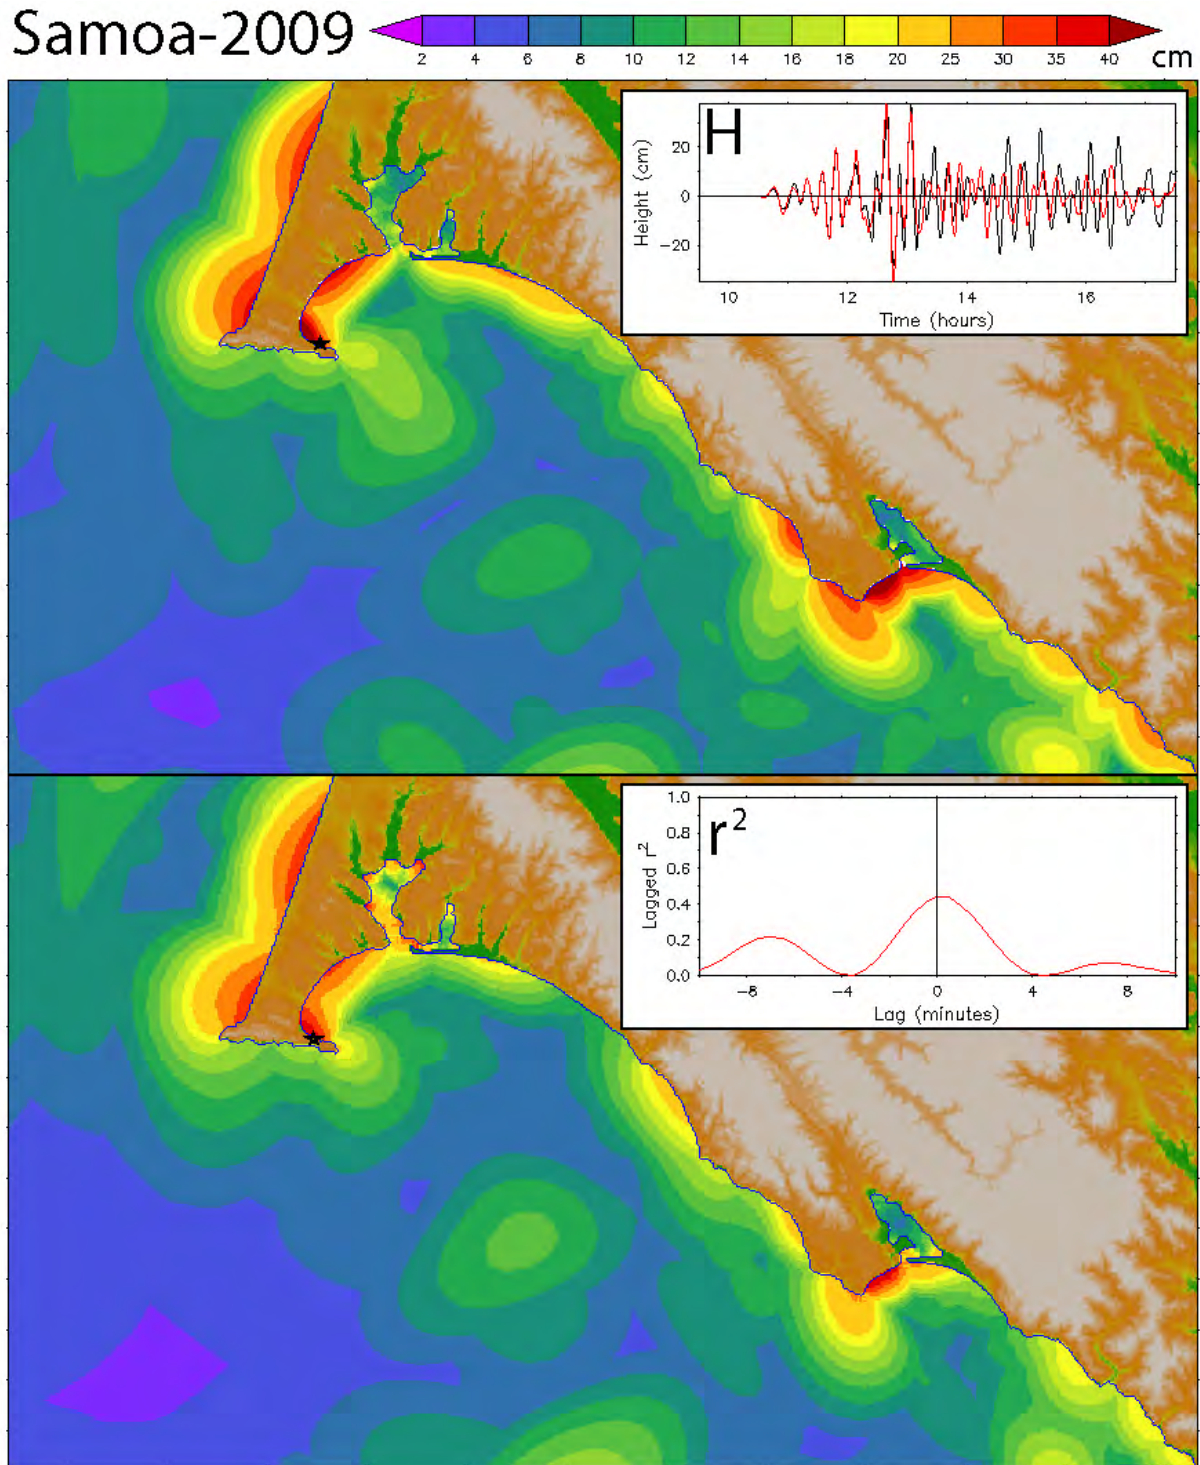 Samoa-2009
2 4 6 8 10 12 14 16 18 20 25 30 35 40 cm
H
Height (cm)
20
0
-20
10 12 14 16
Time (hours)
r2
Lagged r2
1.0
0.8
0.6
0.4
0.2
0.0
-8 -4 0 4 8
Lag (minutes)